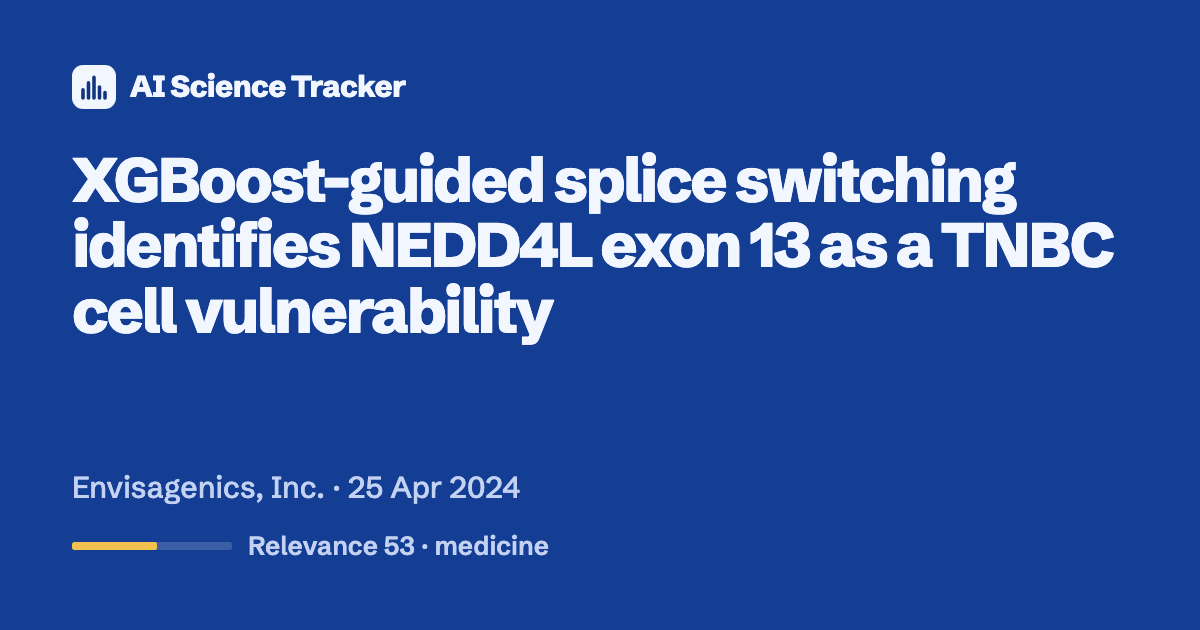 AI Science Tracker
XGBoost-guided splice switching
identifies NEDD4L exon 13 as a TNBC
cell vulnerability
Envisagenics, Inc. · 25 Apr 2024
Relevance 53 · medicine